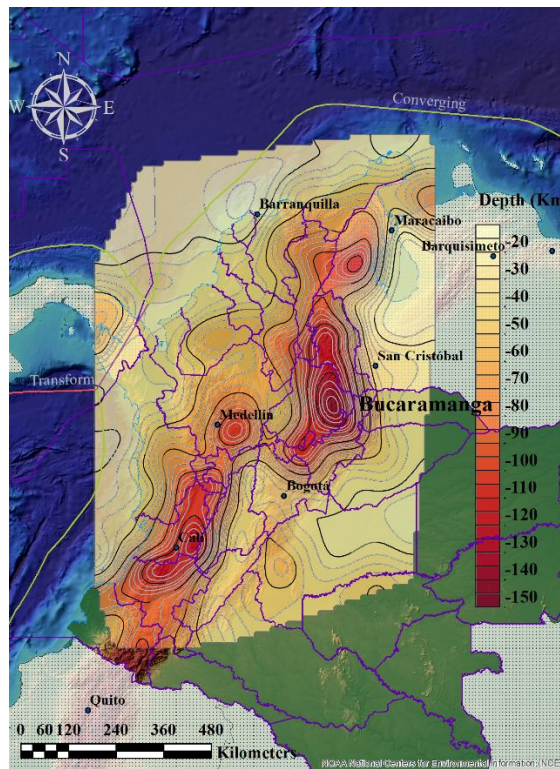 N
W E
S
Converging
Barranquilla
Maracaibo
Depth (Km
Barquisimeto
-20
-30
-40
-50
-60
-70
-80
-90
-100
-110
-120
-130
-140
-150
San Cristóbal
Transform
Bucaramanga
Medellín
Bogotá
Cali
Quito
0 60 120 240 360 480
Kilometers
NOAA National Centers for Environmental Information;